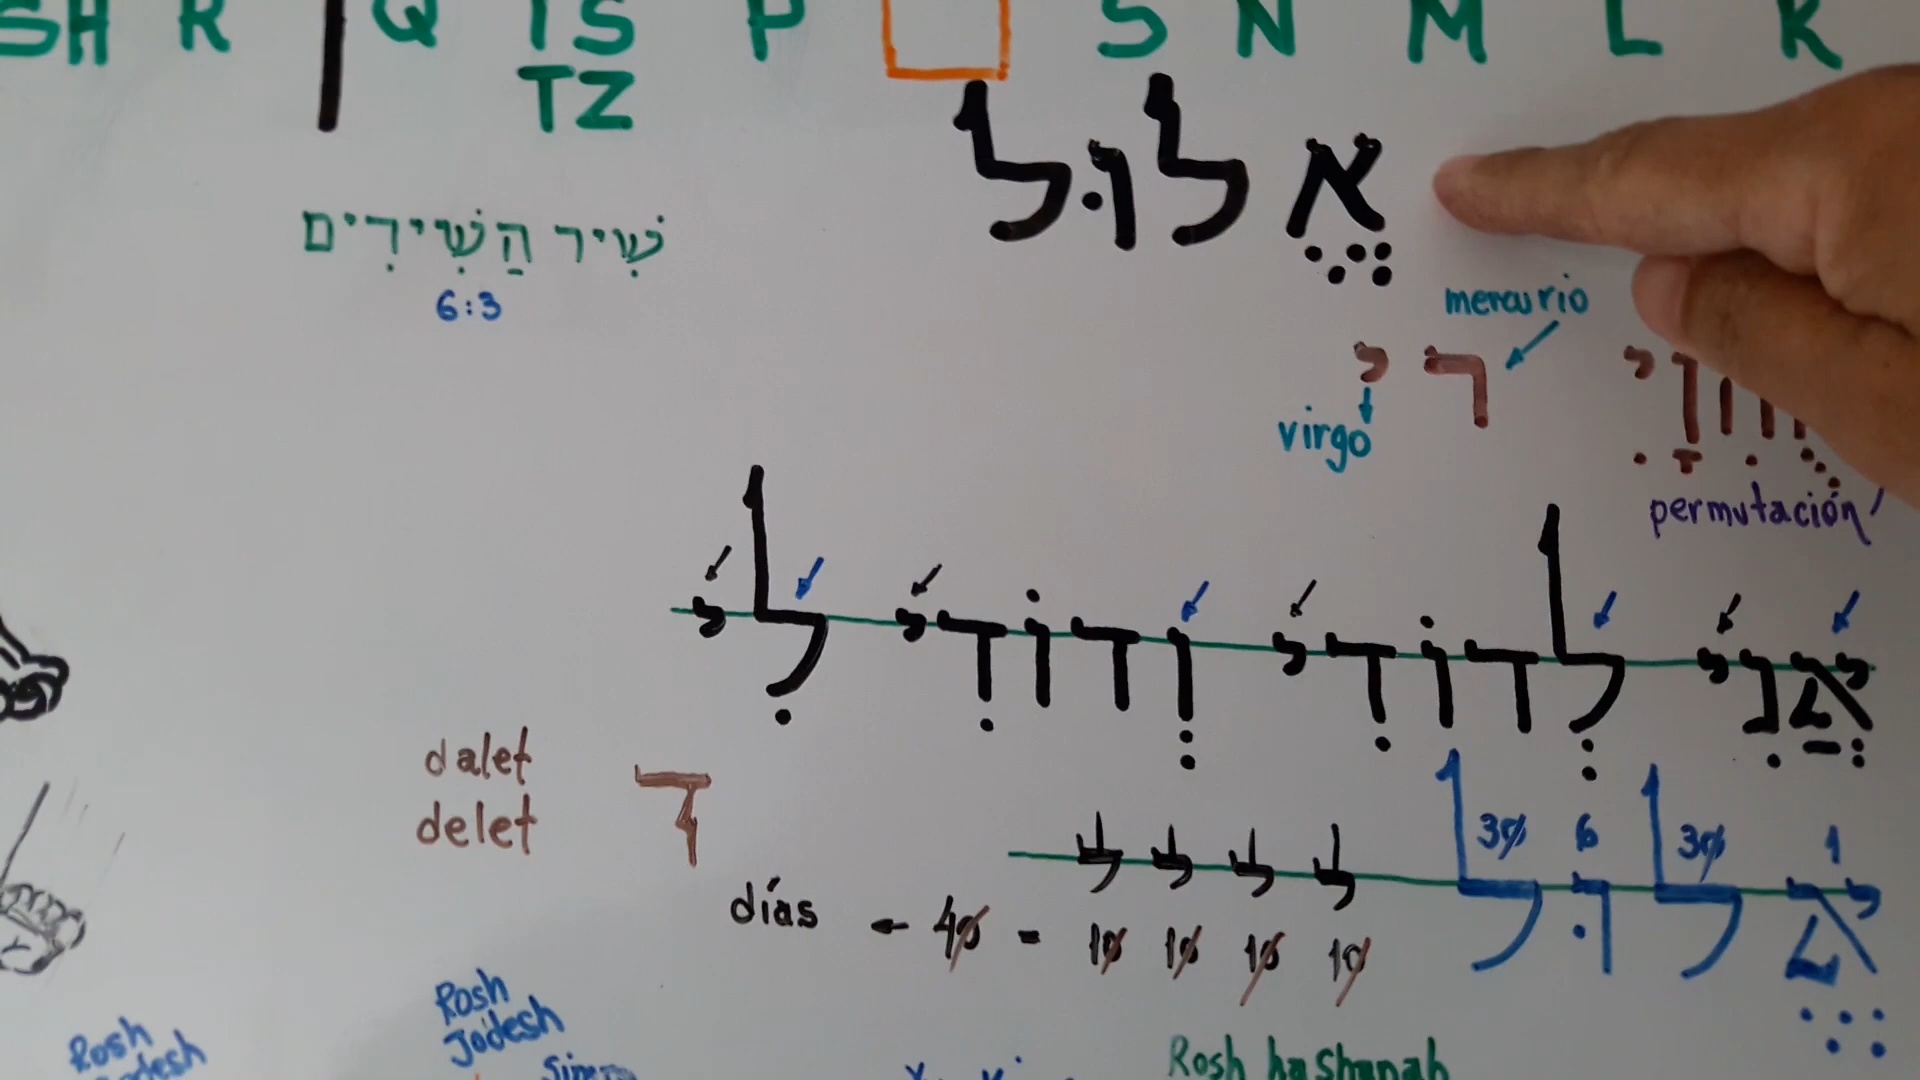 SH R Q TS P S N M L K
TZ
אֱלוּל
שִׁיר הַשִּׁירִים
6:3
mercurio
ד י
virgo
permutación
אֲנִי לְדוֹדִי וְדוֹדִי לִי
dalet
delet
ד
30 6 30 1
אֱלוּל
י י י י
días - 40 = 10 10 10 10
Rosh
Jodesh
Rosh
Rosh hashanah